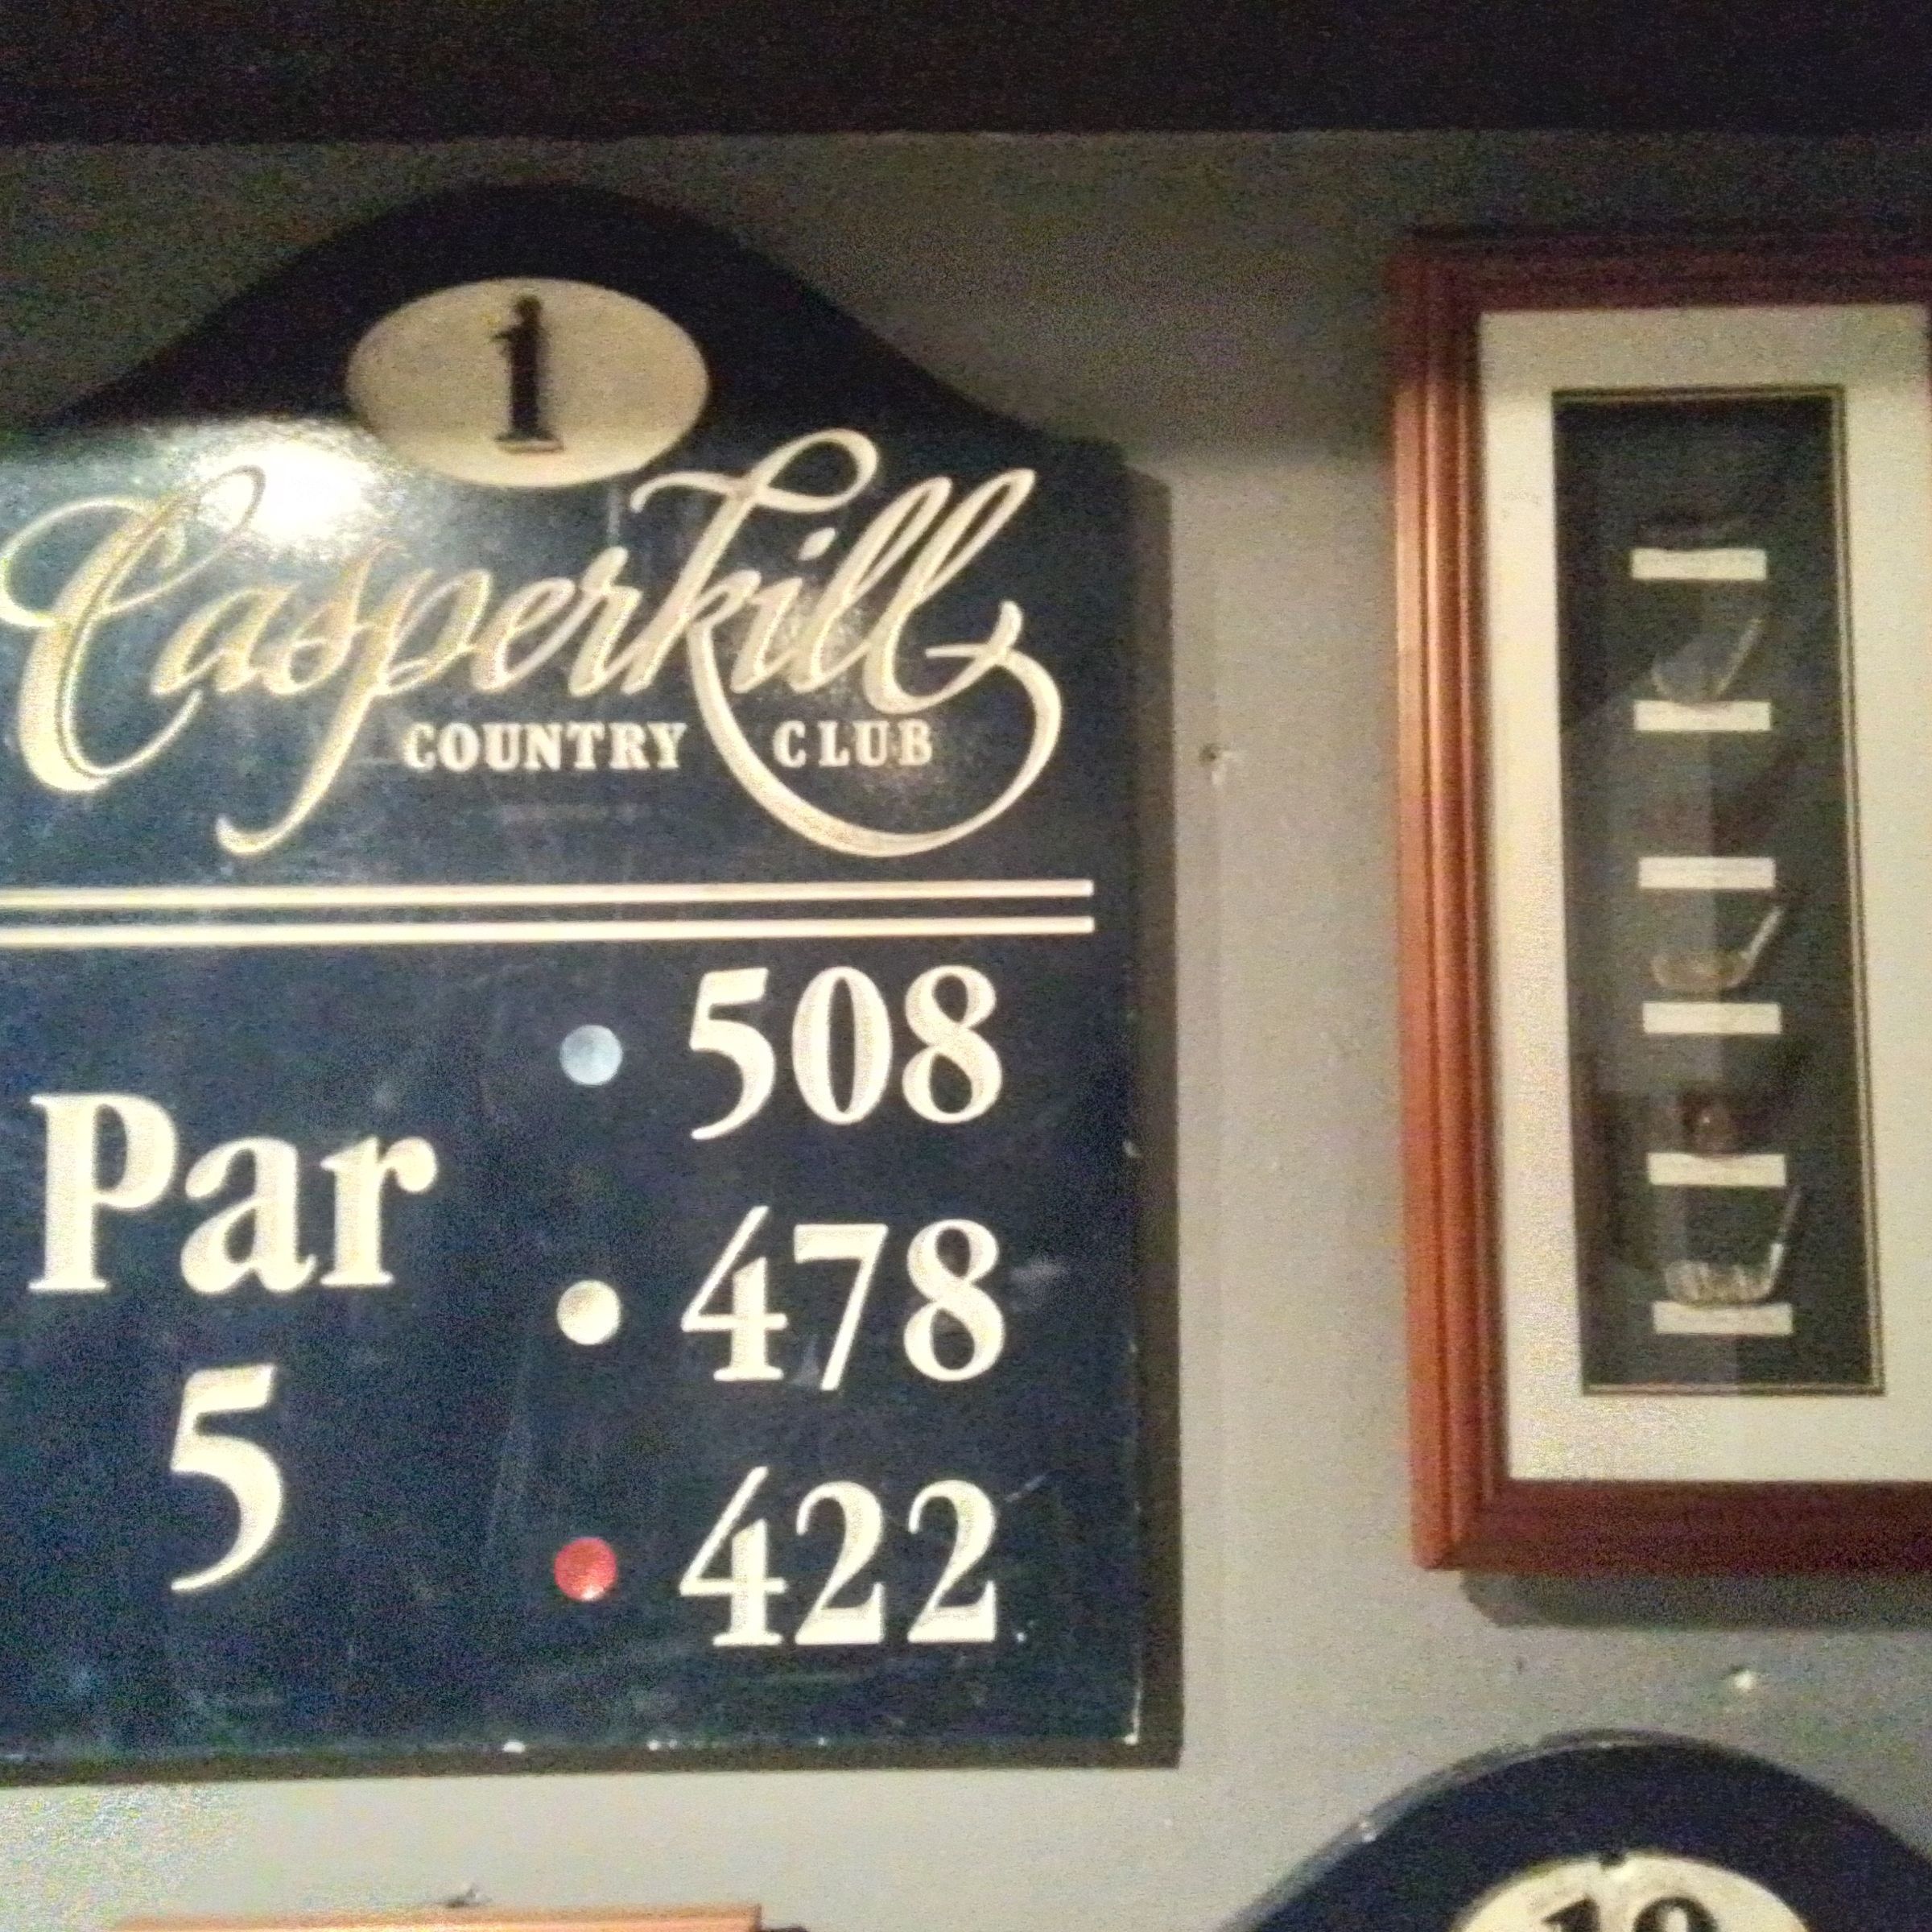 1
Casperkill
COUNTRY CLUB
Par
5
508
478
422